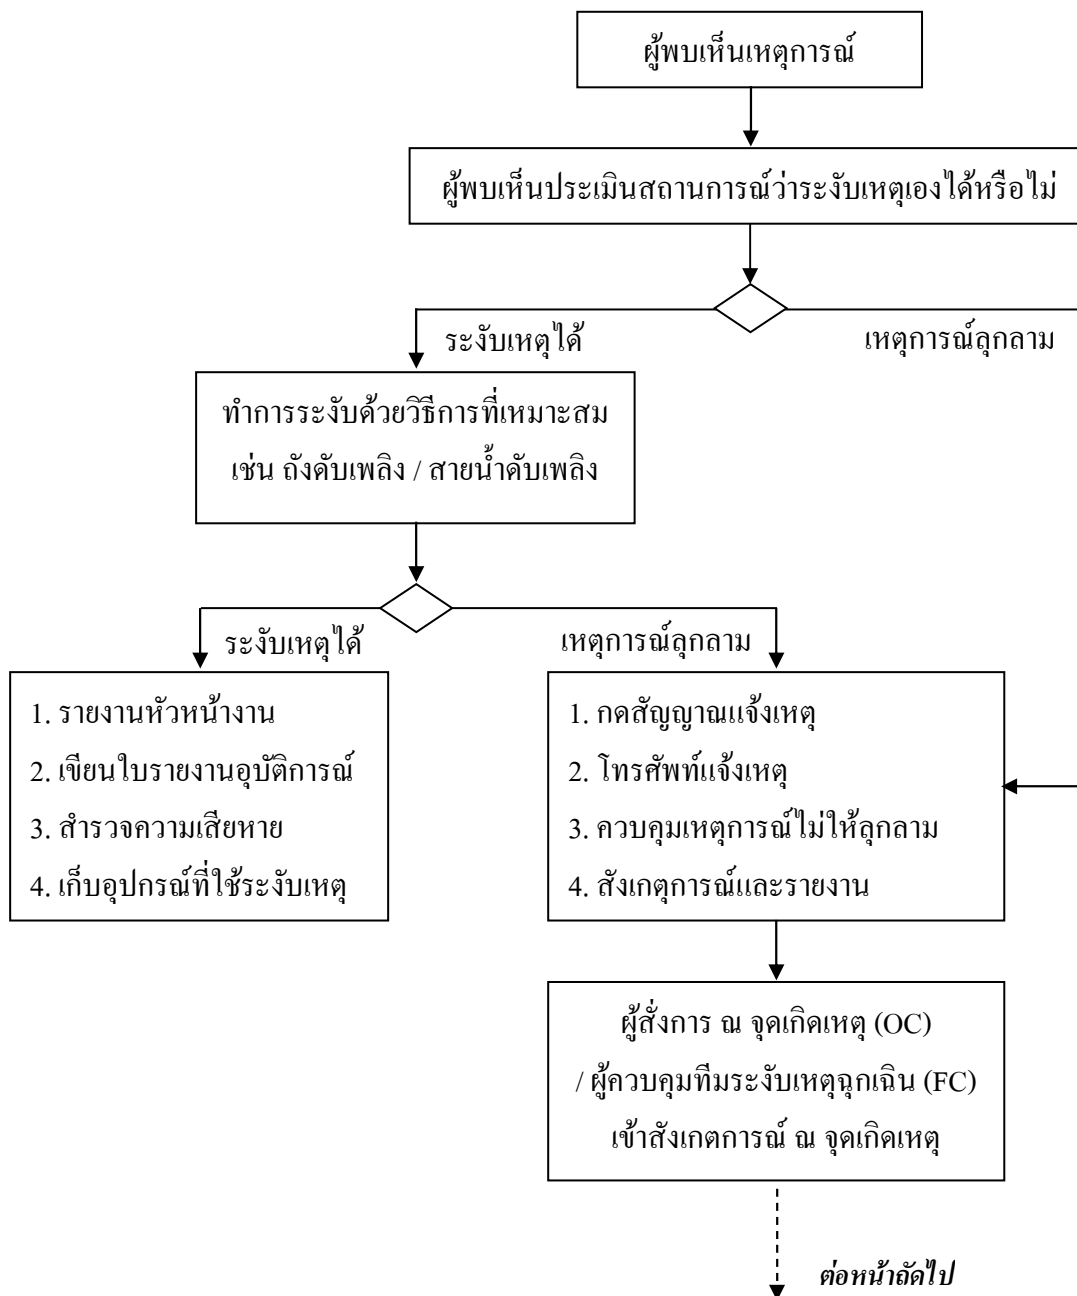 ผู้พบเห็นเหตุการณ์
ผู้พบเห็นประเมินสถานการณ์ว่าระงับเหตุเองได้หรือไม่
ระงับเหตุได้
เหตุการณ์ลุกลาม
ทำการระงับด้วยวิธีการที่เหมาะสม
เช่น ถังดับเพลิง / สายน้ำดับเพลิง
ระงับเหตุได้
เหตุการณ์ลุกลาม
1. รายงานหัวหน้างาน
2. เขียนใบรายงานอุบัติการณ์
3. สำรวจความเสียหาย
4. เก็บอุปกรณ์ที่ใช้ระงับเหตุ
1. กดสัญญาณแจ้งเหตุ
2. โทรศัพท์แจ้งเหตุ
3. ควบคุมเหตุการณ์ไม่ให้ลุกลาม
4. สังเกตุการณ์และรายงาน
ผู้สั่งการ ณ จุดเกิดเหตุ (OC)
/ ผู้ควบคุมทีมระงับเหตุฉุกเฉิน (FC)
เข้าสังเกตการณ์ ณ จุดเกิดเหตุ
ต่อหน้าถัดไป